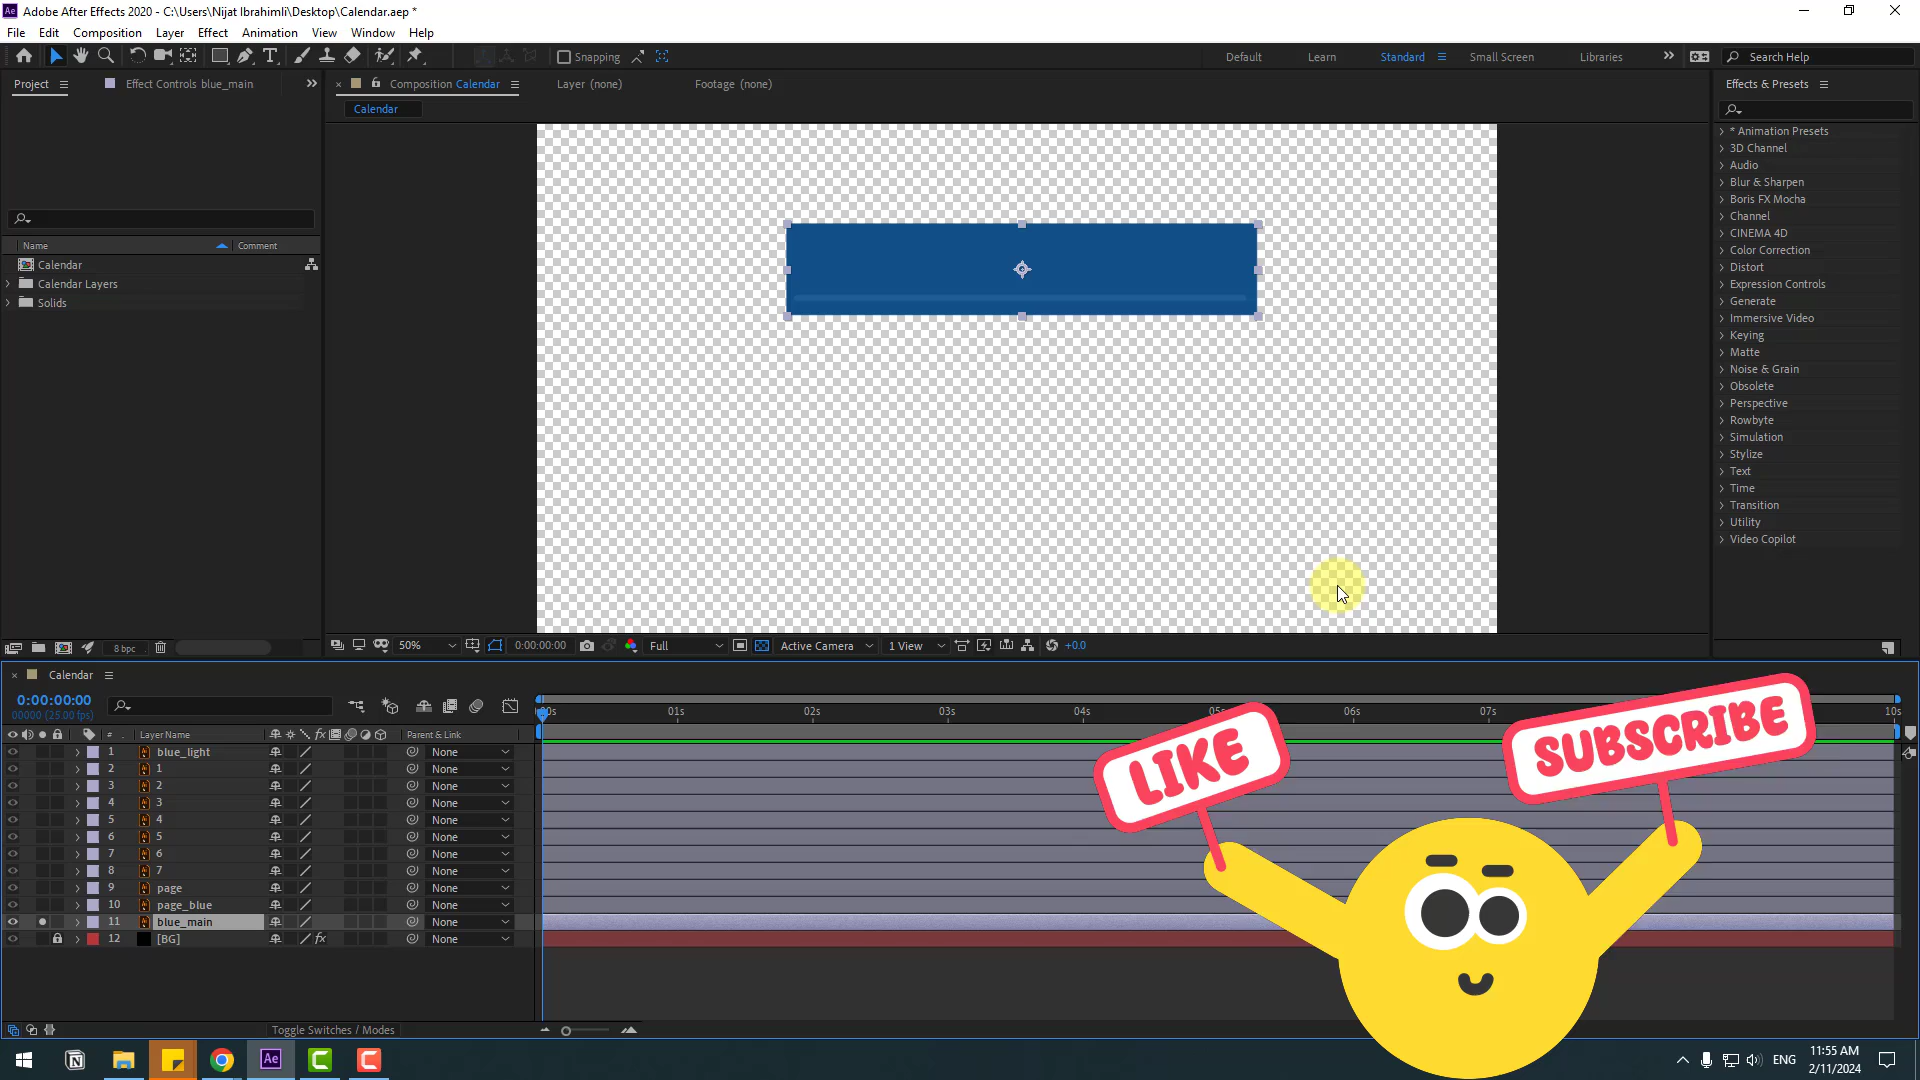 Adobe After Effects 2020 - C:\Users\Nijat Ibrahimli\Desktop\Calendar.aep *
File Edit Composition Layer Effect Animation View Window Help
Snapping
Default Learn Standard Small Screen Libraries
Search Help
Project
Effect Controls blue_main
Composition Calendar
Layer (none)
Footage (none)
Effects & Presets
Calendar
Name Comment
Calendar
Calendar Layers
Solids
* Animation Presets
3D Channel
Audio
Blur & Sharpen
Boris FX Mocha
Channel
CINEMA 4D
Color Correction
Distort
Expression Controls
Generate
Immersive Video
Keying
Matte
Noise & Grain
Obsolete
Perspective
Rowbyte
Simulation
Stylize
Text
Time
Transition
Utility
Video Copilot
8 bpc
50% 0:00:00:00 Full Active Camera 1 View +0.0
Calendar
0:00:00:00
00000 (25.00 fps)
:00s 01s 02s 03s 04s 05s 06s 07s 10s
# Layer Name Parent & Link
1 blue_light None
2 1 None
3 2 None
4 3 None
5 4 None
6 5 None
7 6 None
8 7 None
9 page None
10 page_blue None
11 blue_main None
12 [BG] None
LIKE
SUBSCRIBE
Toggle Switches / Modes
Ae
ENG
11:55 AM
2/11/2024